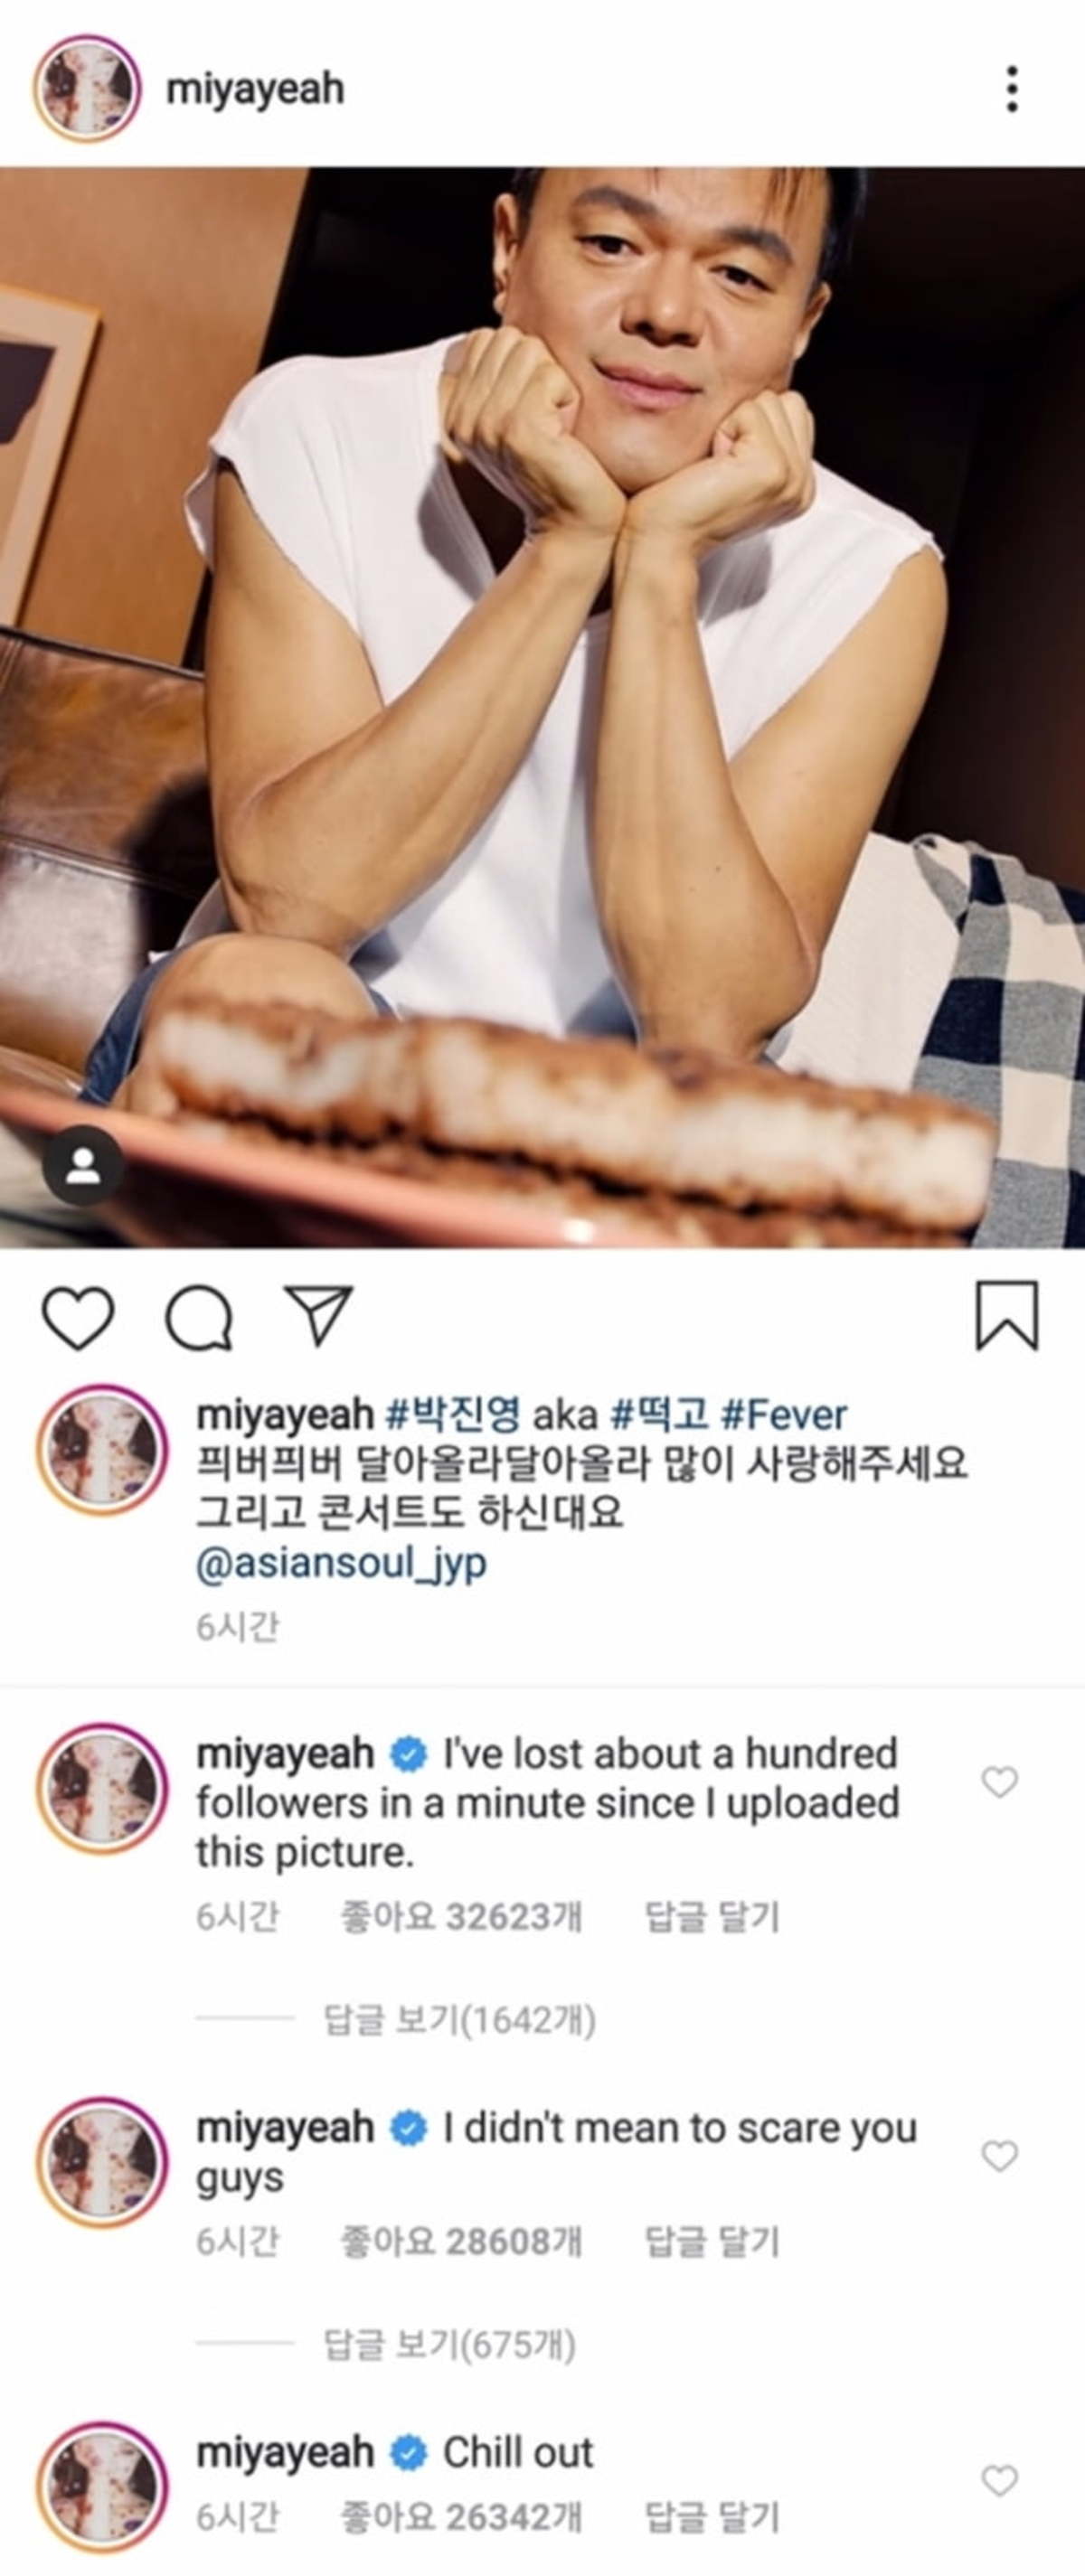 miyayeah
miyayeah #박진영 aka #떡고 #Fever
픠버픠버 달아올라달아올라 많이 사랑해주세요
그리고 콘서트도 하신대요
@asiansoul_jyp
6시간
miyayeah I've lost about a hundred
followers in a minute since I uploaded
this picture.
6시간 좋아요 32623개 답글 달기
답글 보기(1642개)
miyayeah I didn't mean to scare you
guys
6시간 좋아요 28608개 답글 달기
답글 보기(675개)
miyayeah Chill out
6시간 좋아요 26342개 답글 달기